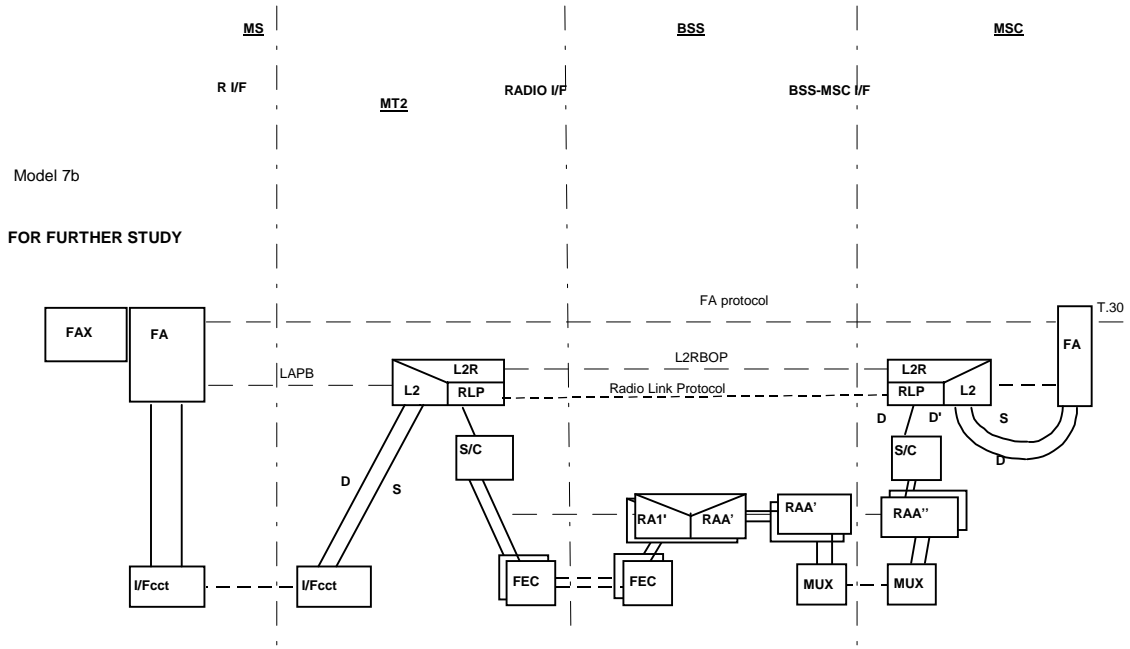 MS
BSS
MSC
R I/F
RADIO I/F
BSS-MSC I/F
MT2
Model 7b
FOR FURTHER STUDY
FA protocol
T.30
FAX
FA
FA
L2RBOP
LAPB
L2R
L2
RLP
Radio Link Protocol
L2R
RLP
L2
D
D'
S
S/C
S/C
D
D
S
RA1'
RAA'
RAA'
RAA''
I/Fcct
I/Fcct
FEC
FEC
MUX
MUX